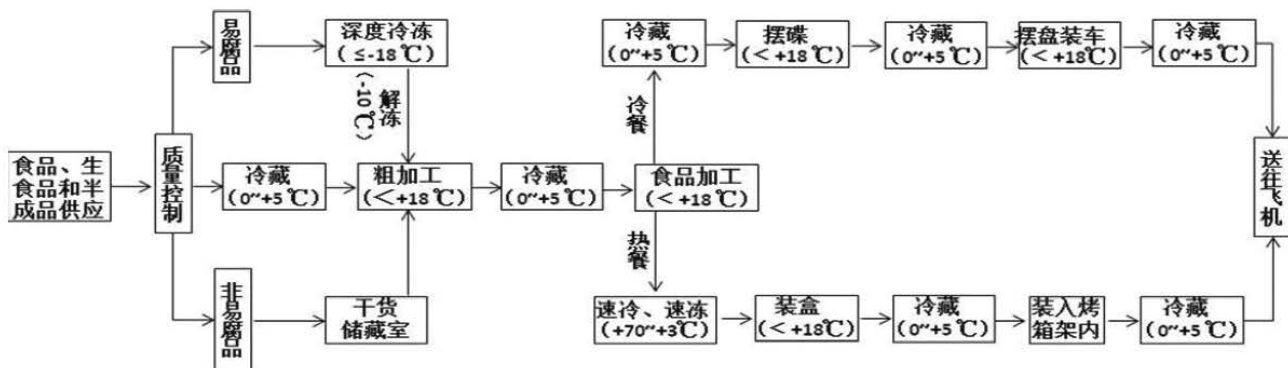 食品、生
食品和半
成品供应
质量控制
易腐品
深度冷冻
(≤-18℃)
解冻
(-10℃)
冷藏
(0~+5℃)
非易腐品
干货
储藏室
粗加工
(<+18℃)
冷藏
(0~+5℃)
食品加工
(<+18℃)
冷餐
冷藏
(0~+5℃)
摆碟
(<+18℃)
冷藏
(0~+5℃)
摆盘装车
(<+18℃)
冷藏
(0~+5℃)
热餐
速冷、速冻
(+70~+3℃)
装盒
(<+18℃)
冷藏
(0~+5℃)
装入烤
箱架内
冷藏
(0~+5℃)
送往飞机